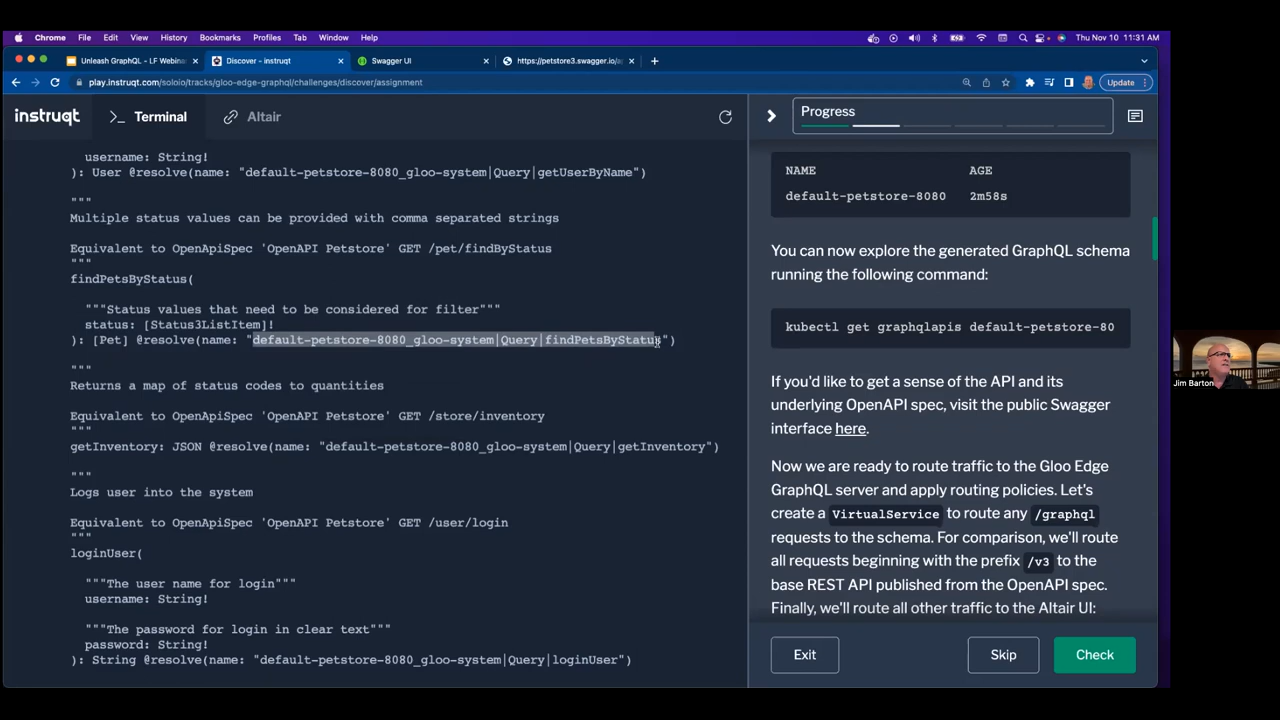 Chrome File Edit View History Bookmarks Profiles Tab Window Help Thu Nov 10 11:31 AM
Unleash GraphQL - LF Webina × Discover - instruqt × Swagger UI × https://petstore3.swagger.io/a ×
play.instruqt.com/soloio/tracks/gloo-edge-graphql/challenges/discover/assignment Update
instruqt Terminal Altair
username: String!
): User @resolve(name: "default-petstore-8080_gloo-system|Query|getUserByName")
"""
Multiple status values can be provided with comma separated strings
Equivalent to OpenApiSpec 'OpenAPI Petstore' GET /pet/findByStatus
"""
findPetsByStatus(
"""Status values that need to be considered for filter"""
status: [Status3ListItem]!
): [Pet] @resolve(name: "default-petstore-8080_gloo-system|Query|findPetsByStatus")
"""
Returns a map of status codes to quantities
Equivalent to OpenApiSpec 'OpenAPI Petstore' GET /store/inventory
"""
getInventory: JSON @resolve(name: "default-petstore-8080_gloo-system|Query|getInventory")
"""
Logs user into the system
Equivalent to OpenApiSpec 'OpenAPI Petstore' GET /user/login
"""
loginUser(
"""The user name for login"""
username: String!
"""The password for login in clear text"""
password: String!
): String @resolve(name: "default-petstore-8080_gloo-system|Query|loginUser")
Progress
NAME AGE
default-petstore-8080 2m58s
You can now explore the generated GraphQL schema
running the following command:
kubectl get graphqlapis default-petstore-80
If you'd like to get a sense of the API and its
underlying OpenAPI spec, visit the public Swagger
interface here.
Now we are ready to route traffic to the Gloo Edge
GraphQL server and apply routing policies. Let's
create a VirtualService to route any /graphql
requests to the schema. For comparison, we'll route
all requests beginning with the prefix /v3 to the
base REST API published from the OpenAPI spec.
Finally, we'll route all other traffic to the Altair UI:
Exit Skip Check
Jim Barton